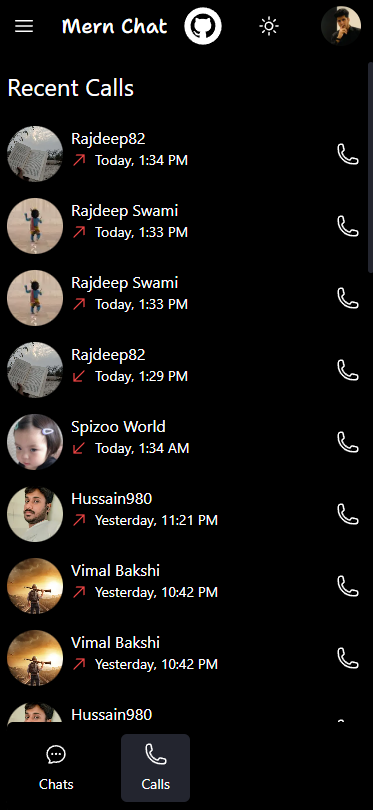 Mern Chat
Recent Calls
Rajdeep82
Today, 1:34 PM
Rajdeep Swami
Today, 1:33 PM
Rajdeep Swami
Today, 1:33 PM
Rajdeep82
Today, 1:29 PM
Spizoo World
Today, 1:34 AM
Hussain980
Yesterday, 11:21 PM
Vimal Bakshi
Yesterday, 10:42 PM
Vimal Bakshi
Yesterday, 10:42 PM
Hussain980
Chats
Calls